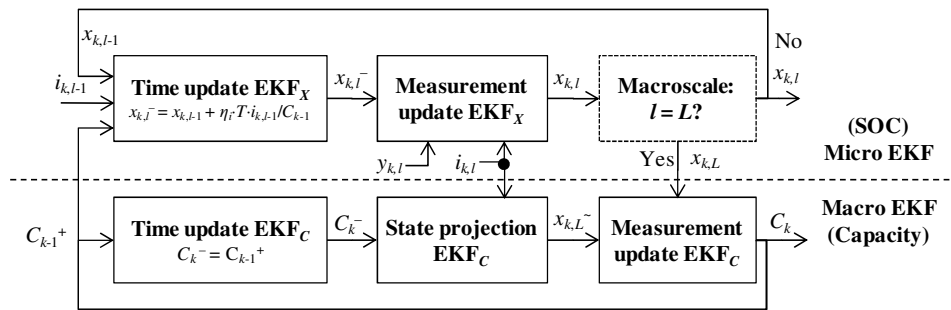 x_{k,l-1}
No
i_{k,l-1}
Time update EKF_X
x_{k,l}^- = x_{k,l-1} + η_i·T·i_{k,l-1}/C_{k-1}
x_{k,l}^-
Measurement
update EKF_X
x_{k,l}
Macroscale:
l = L?
x_{k,l}
y_{k,l}
i_{k,l}
Yes
x_{k,L}
(SOC)
Micro EKF
C_{k-1}^+
Time update EKF_C
C_k^- = C_{k-1}^+
C_k^-
State projection
EKF_C
x_{k,L}^~
Measurement
update EKF_C
C_k
Macro EKF
(Capacity)